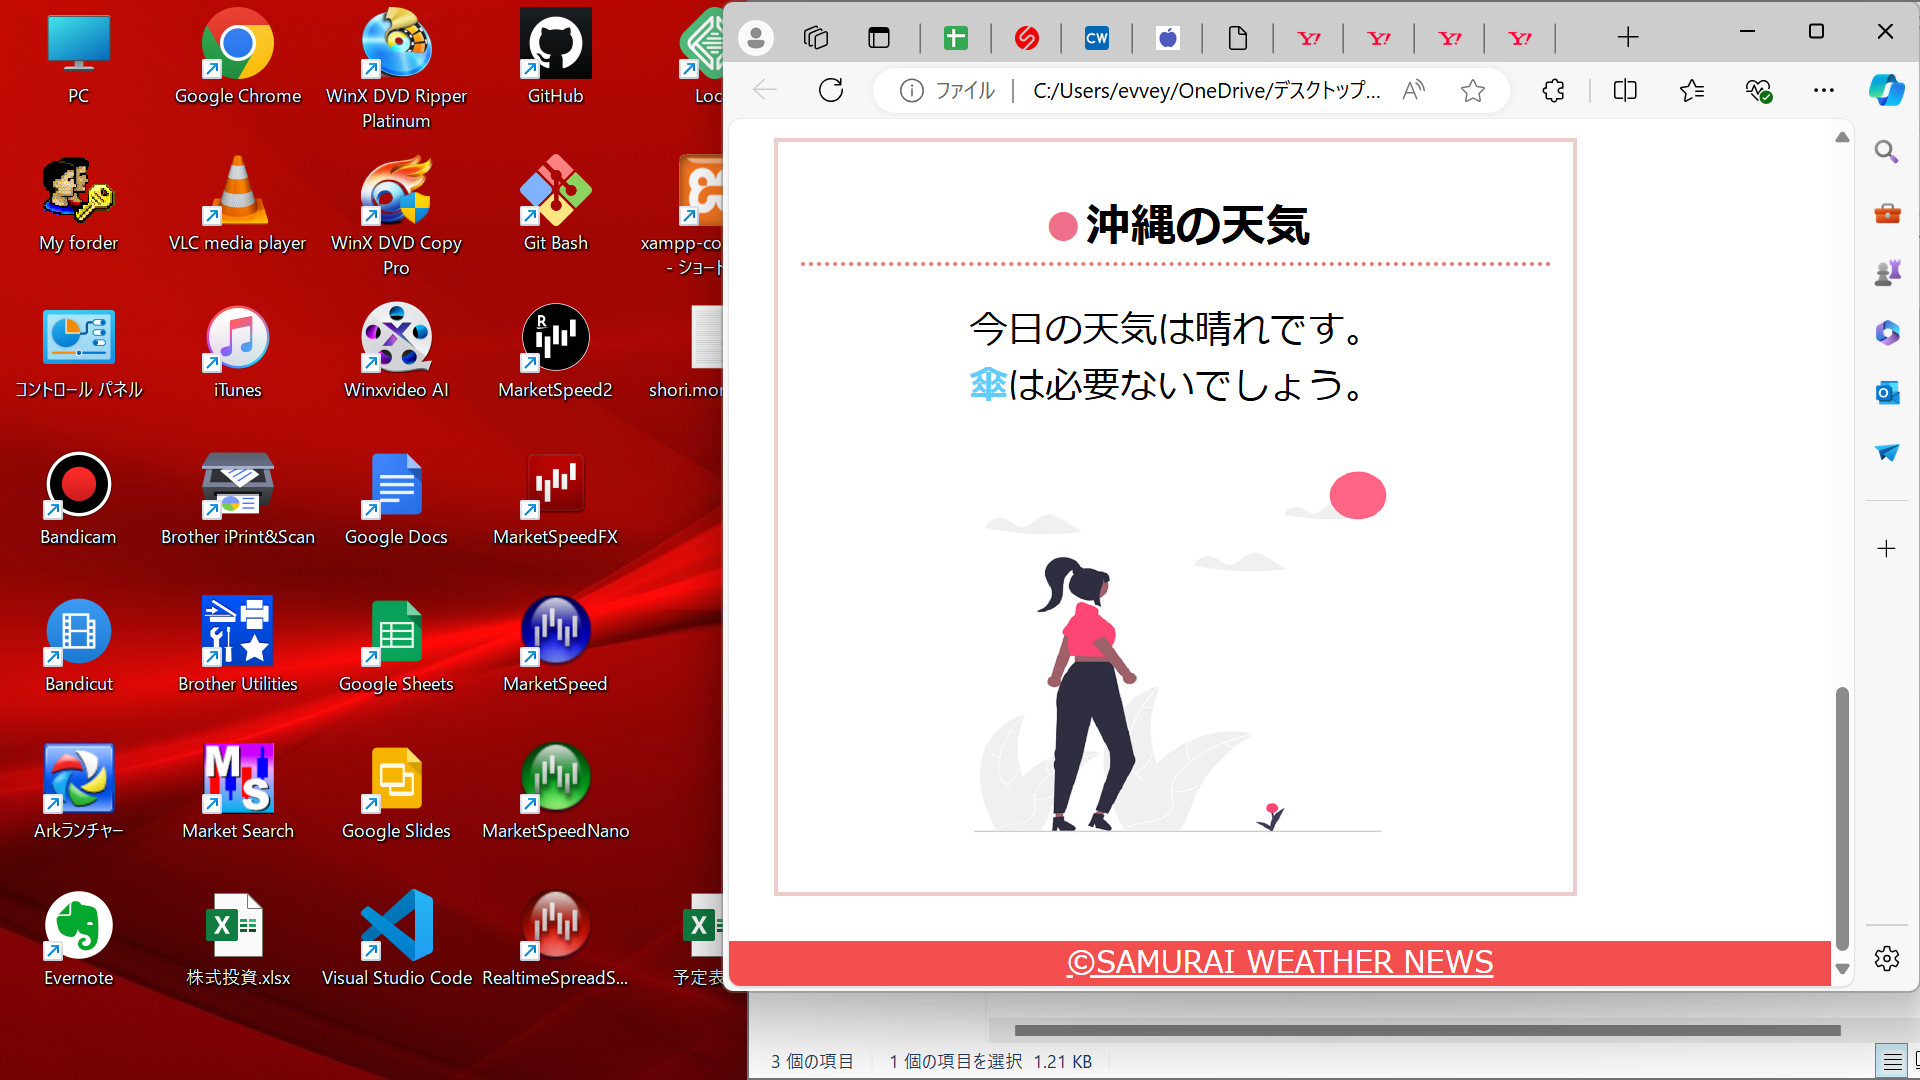 PC
Google Chrome
WinX DVD Ripper
Platinum
GitHub
Loc
My forder
VLC media player
WinX DVD Copy
Pro
Git Bash
xampp-co
- ショート
コントロール パネル
iTunes
Winxvideo AI
MarketSpeed2
shori.mor
Bandicam
Brother iPrint&Scan
Google Docs
MarketSpeedFX
Bandicut
Brother Utilities
Google Sheets
MarketSpeed
Arkランチャー
Market Search
Google Slides
MarketSpeedNano
Evernote
株式投資.xlsx
Visual Studio Code
RealtimeSpreadS...
予定表
CW
ファイル
C:/Users/evvey/OneDrive/デスクトップ...
沖縄の天気
今日の天気は晴れです。
傘は必要ないでしょう。
©SAMURAI WEATHER NEWS
3 個の項目
1 個の項目を選択 1.21 KB